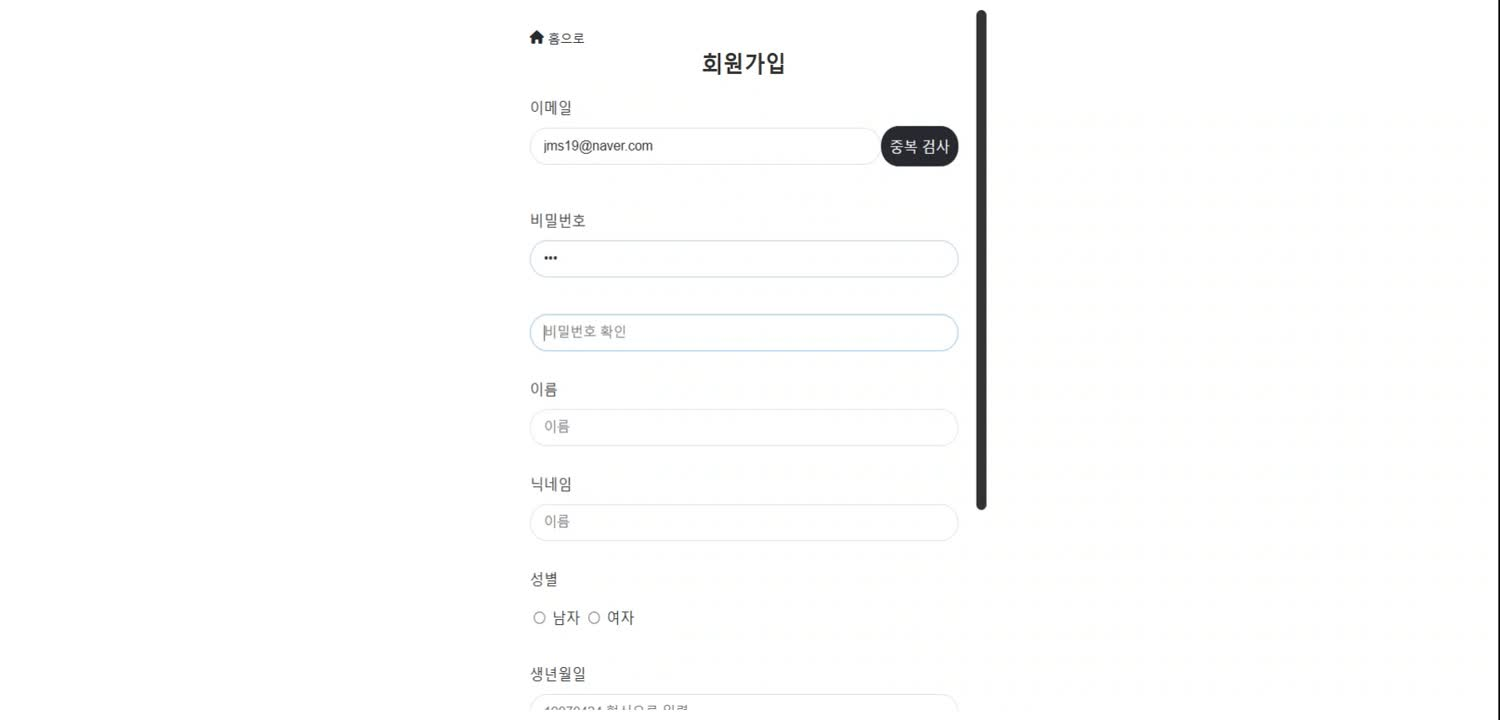 홈으로
회원가입
이메일
jms19@naver.com
중복 검사
비밀번호
•••
비밀번호 확인
이름
이름
닉네임
이름
성별
남자 여자
생년월일